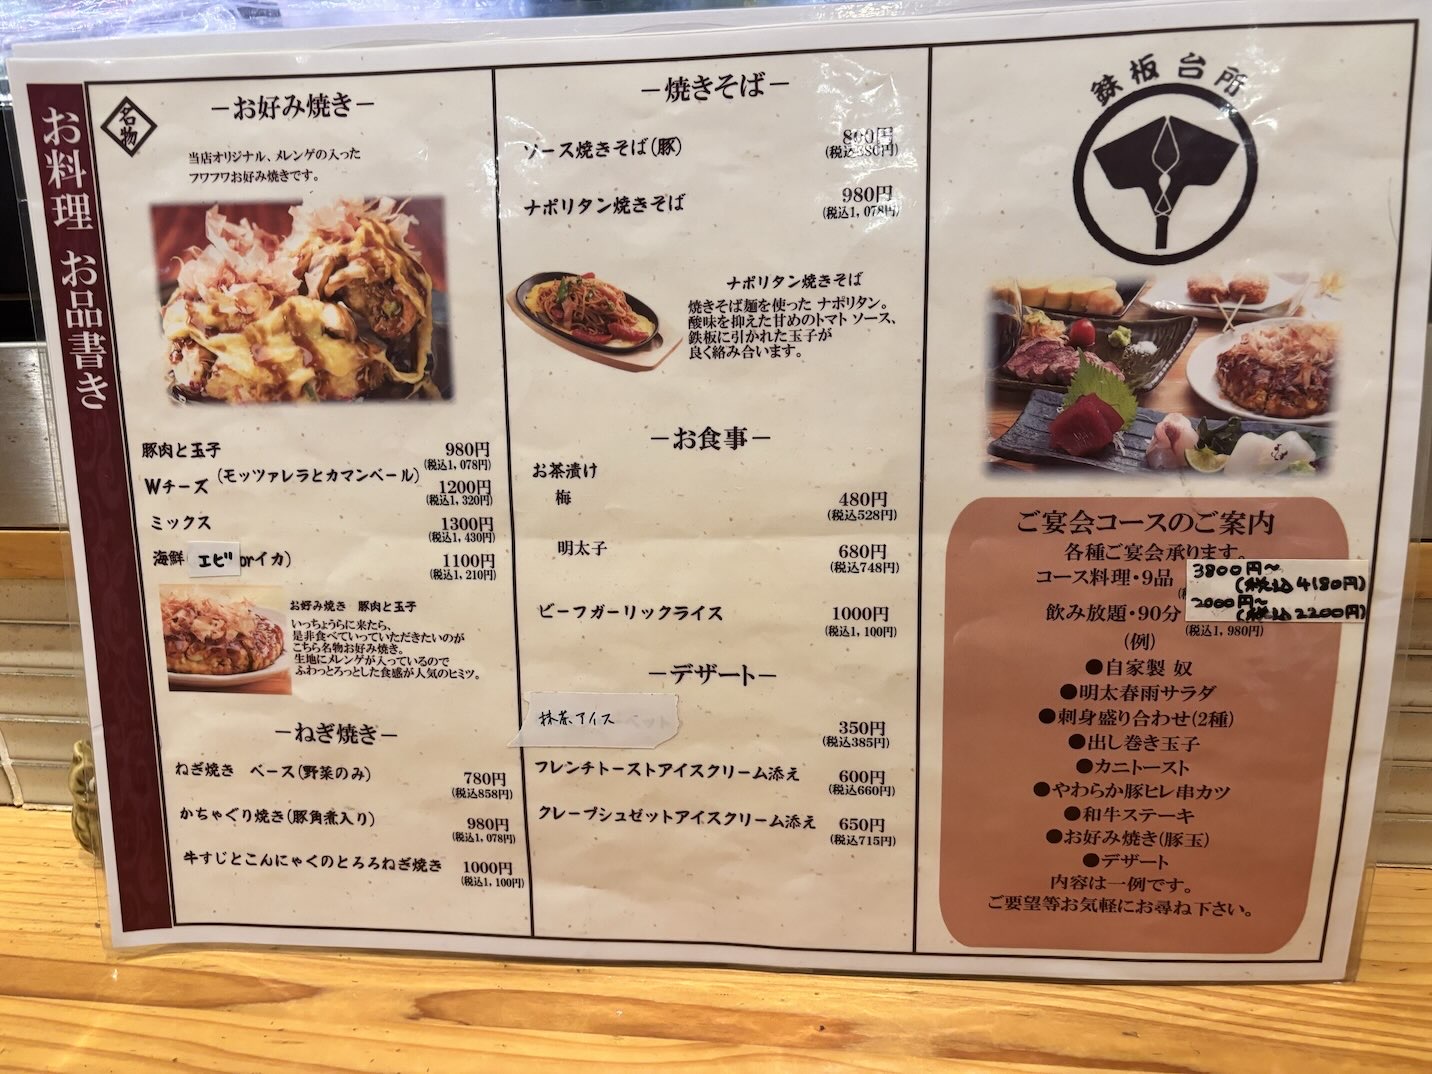 お料理 お品書き
名物
－お好み焼き－
当店オリジナル、メレンゲの入った
フワフワお好み焼きです。
豚肉と玉子 980円
(税込1,078円)
Wチーズ (モッツァレラとカマンベール) 1200円
(税込1,320円)
ミックス 1300円
(税込1,430円)
海鮮( エビ orイカ) 1100円
(税込1,210円)
お好み焼き 豚肉と玉子
いっちょうらに来たら、
是非食べていっていただきたいのが
こちら名物お好み焼き。
生地にメレンゲが入っているので
ふわっとろっとした食感が人気のヒミツ。
－ねぎ焼き－
ねぎ焼き ベース(野菜のみ) 780円
(税込858円)
かちゃぐり焼き(豚角煮入り) 980円
(税込1,078円)
牛すじとこんにゃくのとろろねぎ焼き 1000円
(税込1,100円)
－焼きそば－
ソース焼きそば(豚) 800円
(税込880円)
ナポリタン焼きそば 980円
(税込1,078円)
ナポリタン焼きそば
焼きそば麺を使った ナポリタン。
酸味を抑えた甘めのトマト ソース、
鉄板に引かれた玉子が
良く絡み合います。
－お食事－
お茶漬け
梅 480円
(税込528円)
明太子 680円
(税込748円)
ビーフガーリックライス 1000円
(税込1,100円)
－デザート－
抹茶アイス 350円
(税込385円)
フレンチトーストアイスクリーム添え 600円
(税込660円)
クレープシュゼットアイスクリーム添え 650円
(税込715円)
鉄板台所
ご宴会コースのご案内
各種ご宴会承ります。
コース料理・9品 3800円～
(税込4180円)
飲み放題・90分 2000円～
(税込2200円)
(税込1,980円)
(例)
●自家製 奴
●明太春雨サラダ
●刺身盛り合わせ(2種)
●出し巻き玉子
●カニトースト
●やわらか豚ヒレ串カツ
●和牛ステーキ
●お好み焼き(豚玉)
●デザート
内容は一例です。
ご要望等お気軽にお尋ね下さい。